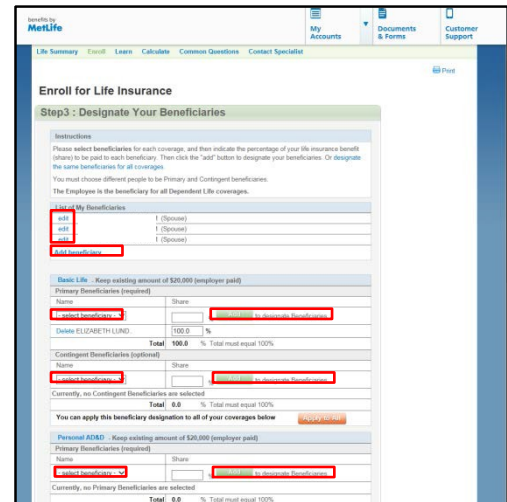 benefits by
MetLife
My Accounts
Documents & Forms
Customer Support
Life Summary Enroll Learn Calculate Common Questions Contact Specialist
Print
Enroll for Life Insurance
Step3 : Designate Your Beneficiaries
Instructions
Please select beneficiaries for each coverage, and then indicate the percentage of your life insurance benefit
(share) to be paid to each beneficiary. Then click the "add" button to designate your beneficiaries. Or designate
the same beneficiaries for all coverages.
You must choose different people to be Primary and Contingent beneficiaries.
The Employee is the beneficiary for all Dependent Life coverages.
List of My Beneficiaries
edit ! (Spouse)
edit ! (Spouse)
edit ! (Spouse)
Add beneficiary
Basic Life - Keep existing amount of $20,000 (employer paid)
Primary Beneficiaries (required)
Name Share
- select beneficiary - % Add to designate Beneficiaries
Delete ELIZABETH LUND 100.0 %
Total 100.0 % Total must equal 100%
Contingent Beneficiaries (optional)
Name Share
- select beneficiary - % Add to designate Beneficiaries
Currently, no Contingent Beneficiaries are selected
Total 0.0 % Total must equal 100%
You can apply this beneficiary designation to all of your coverages below Apply to All
Personal AD&D - Keep existing amount of $20,000 (employer paid)
Primary Beneficiaries (required)
Name Share
- select beneficiary - % Add to designate Beneficiaries
Currently, no Primary Beneficiaries are selected
Total 0.0 % Total must equal 100%